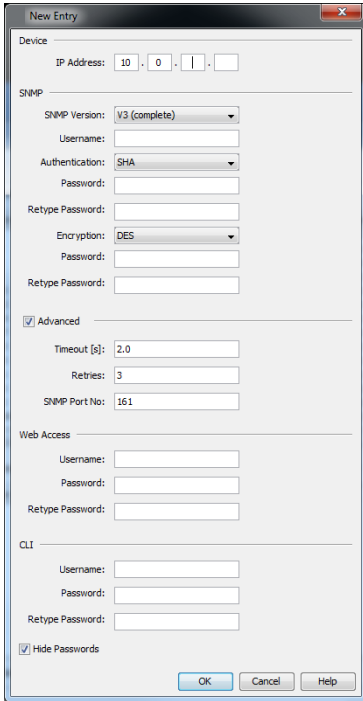 New Entry
Device
IP Address: 10 . 0 . .
SNMP
SNMP Version: V3 (complete)
Username:
Authentication: SHA
Password:
Retype Password:
Encryption: DES
Password:
Retype Password:
Advanced
Timeout [s]: 2.0
Retries: 3
SNMP Port No: 161
Web Access
Username:
Password:
Retype Password:
CLI
Username:
Password:
Retype Password:
Hide Passwords
OK Cancel Help